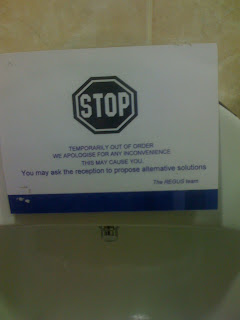 STOP
TEMPORARILY OUT OF ORDER
WE APOLOGISE FOR ANY INCONVENIENCE
THIS MAY CAUSE YOU.
You may ask the reception to propose alternative solutions
The REGUS team